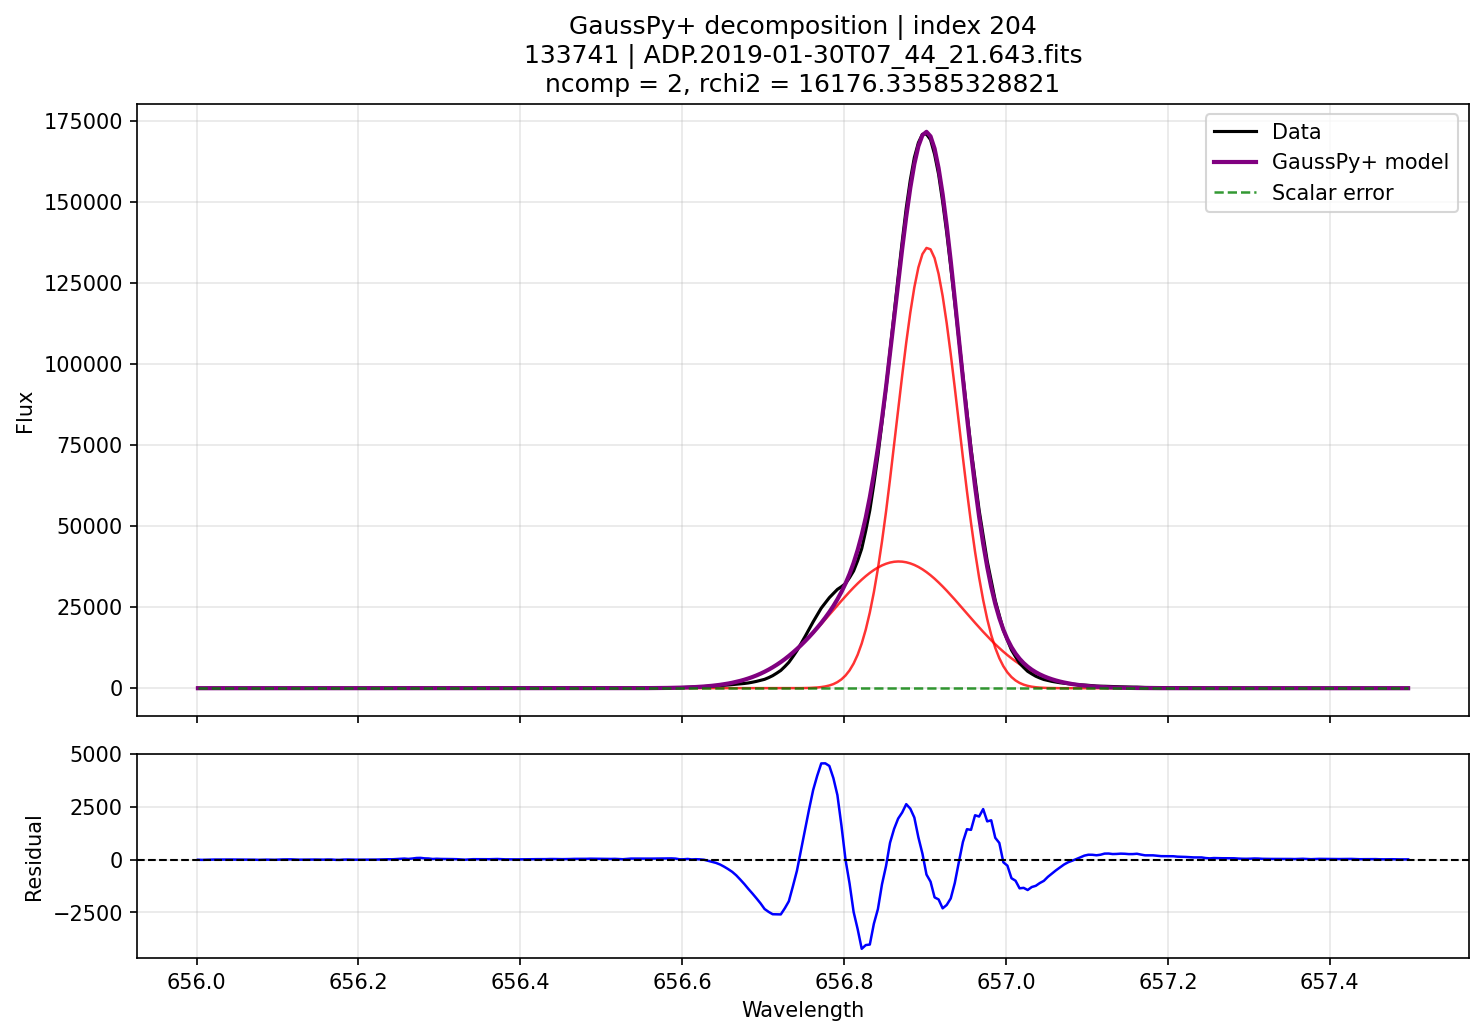 GaussPy+ decomposition | index 204
133741 | ADP.2019-01-30T07_44_21.643.fits
ncomp = 2, rchi2 = 16176.33585328821
Data
GaussPy+ model
Scalar error
175000
150000
125000
100000
75000
50000
25000
0
Flux
5000
2500
0
−2500
Residual
656.0
656.2
656.4
656.6
656.8
657.0
657.2
657.4
Wavelength